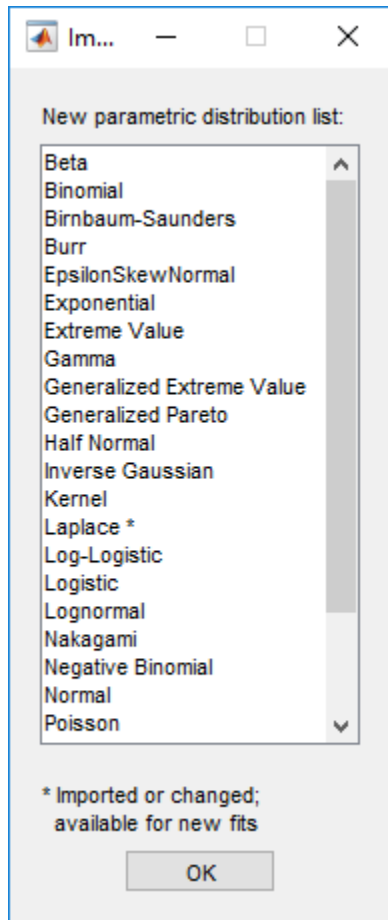 Im...
New parametric distribution list:
Beta
Binomial
Birnbaum-Saunders
Burr
EpsilonSkewNormal
Exponential
Extreme Value
Gamma
Generalized Extreme Value
Generalized Pareto
Half Normal
Inverse Gaussian
Kernel
Laplace *
Log-Logistic
Logistic
Lognormal
Nakagami
Negative Binomial
Normal
Poisson
* Imported or changed;
available for new fits
OK